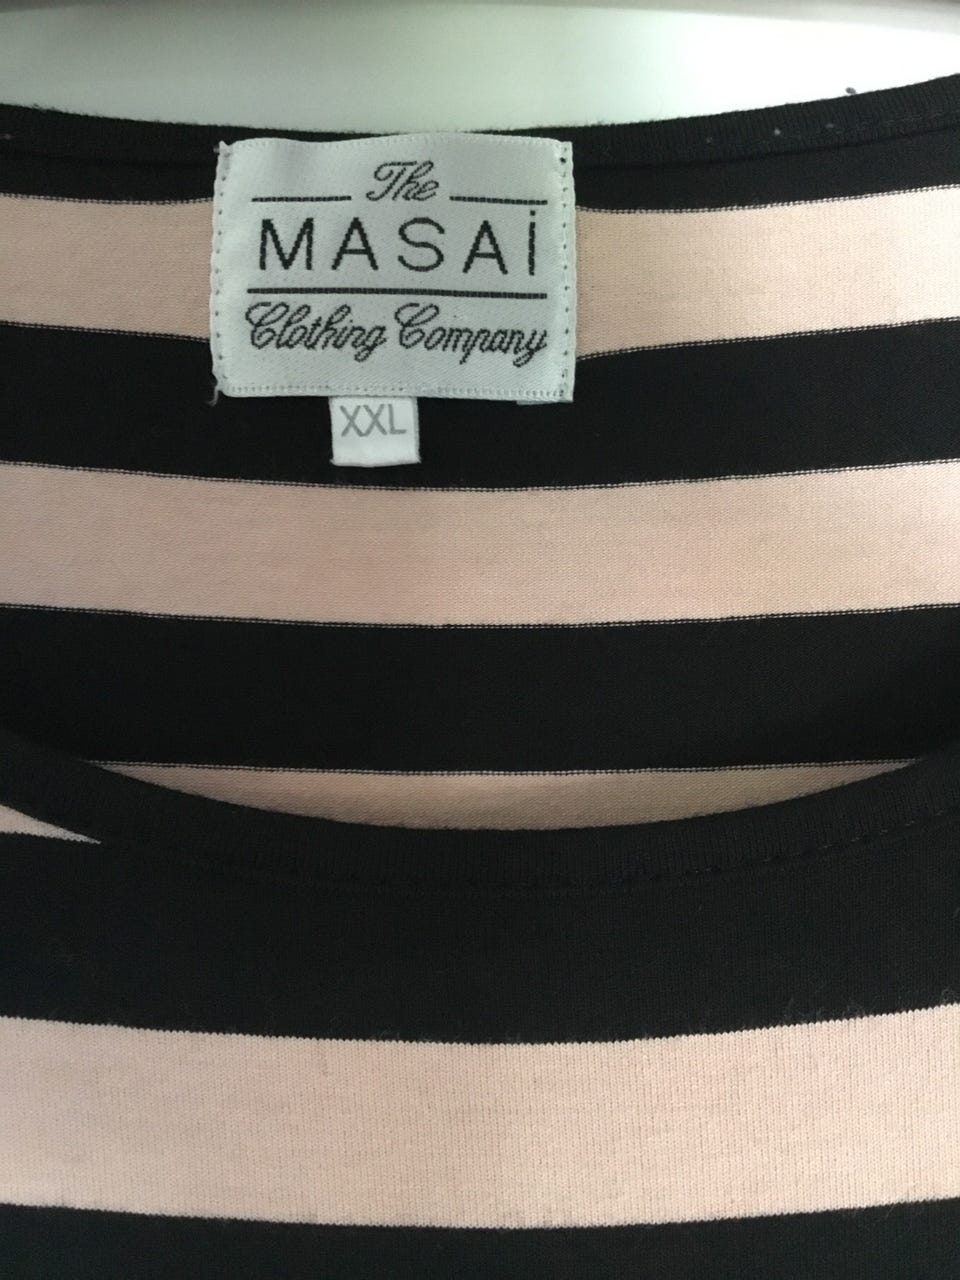 The
MASAI
Clothing Company
XXL